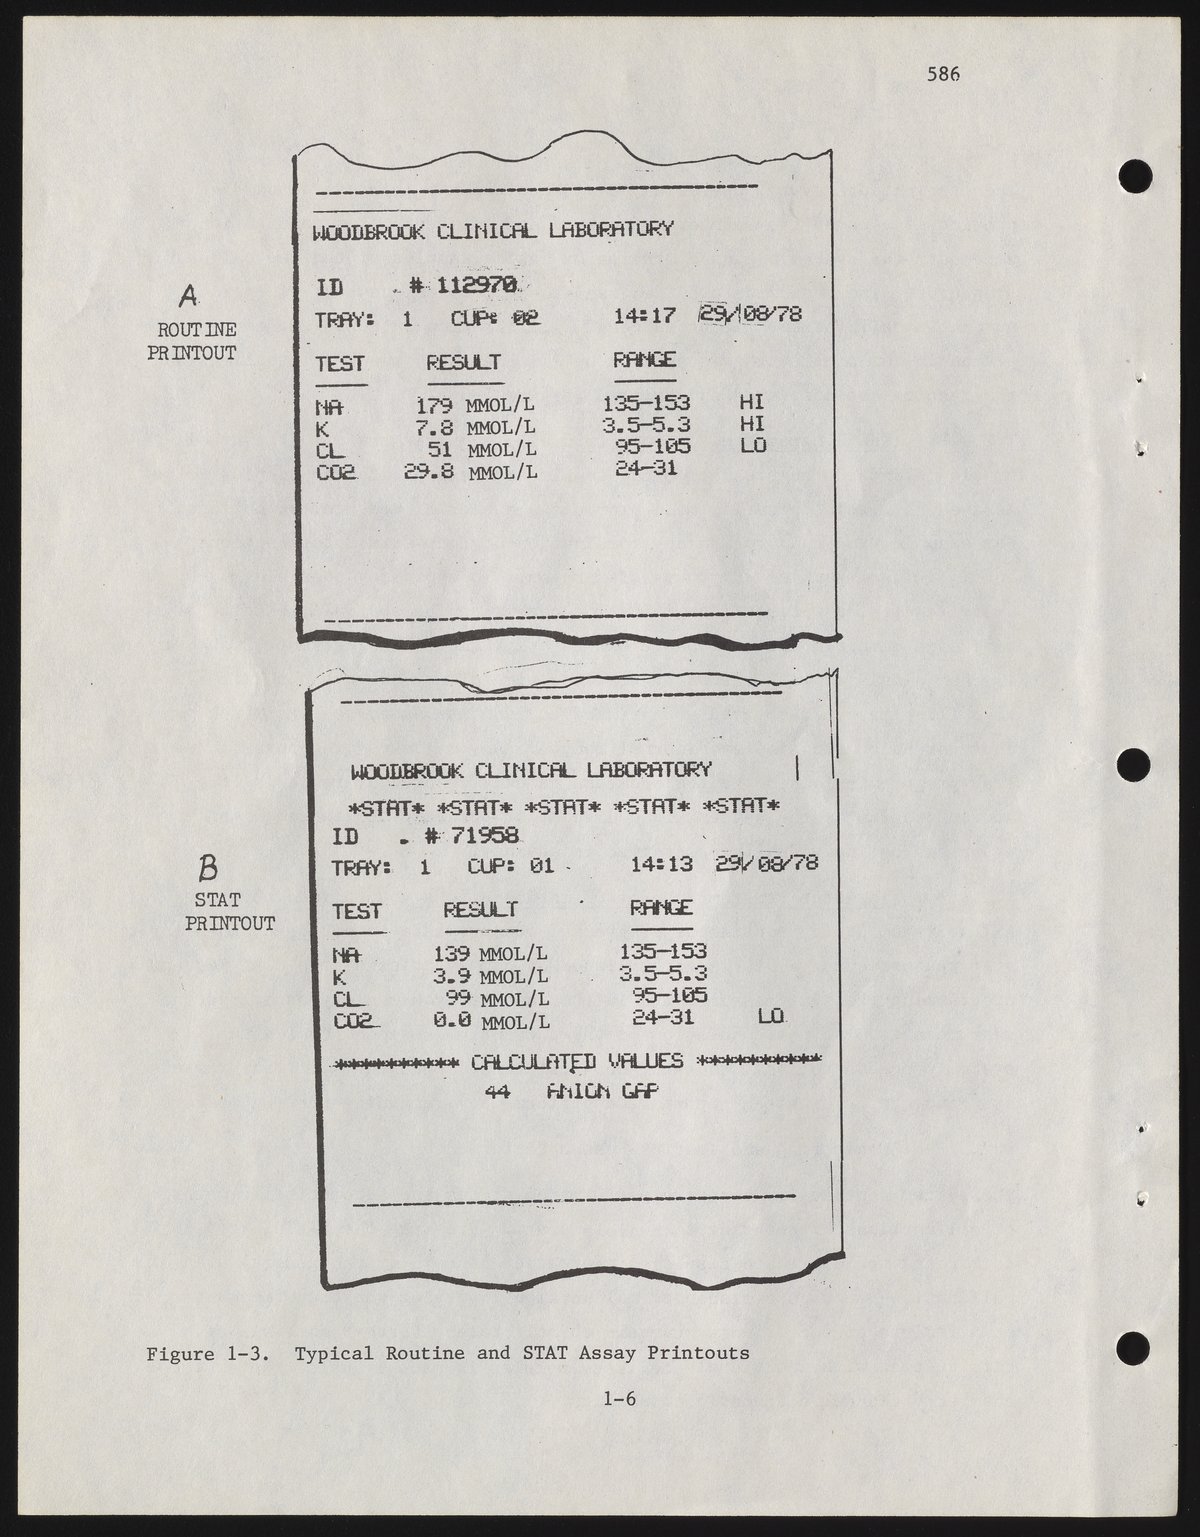 586
A
ROUTINE
PRINTOUT
WOODBROOK CLINICAL LABORATORY
ID . # 112970
TRAY: 1 CUP: 02 14:17 29/08/78
TEST RESULT RANGE
NA 179 MMOL/L 135-153 HI
K 7.8 MMOL/L 3.5-5.3 HI
CL 51 MMOL/L 95-105 LO
CO2 29.8 MMOL/L 24-31
B
STAT
PRINTOUT
WOODBROOK CLINICAL LABORATORY
*STAT* *STAT* *STAT* *STAT* *STAT*
ID . # 71958
TRAY: 1 CUP: 01 14:13 29/08/78
TEST RESULT RANGE
NA 139 MMOL/L 135-153
K 3.9 MMOL/L 3.5-5.3
CL 99 MMOL/L 95-105
CO2 0.0 MMOL/L 24-31 LO
************ CALCULATED VALUES ************
44 ANION GAP
Figure 1-3. Typical Routine and STAT Assay Printouts
1-6